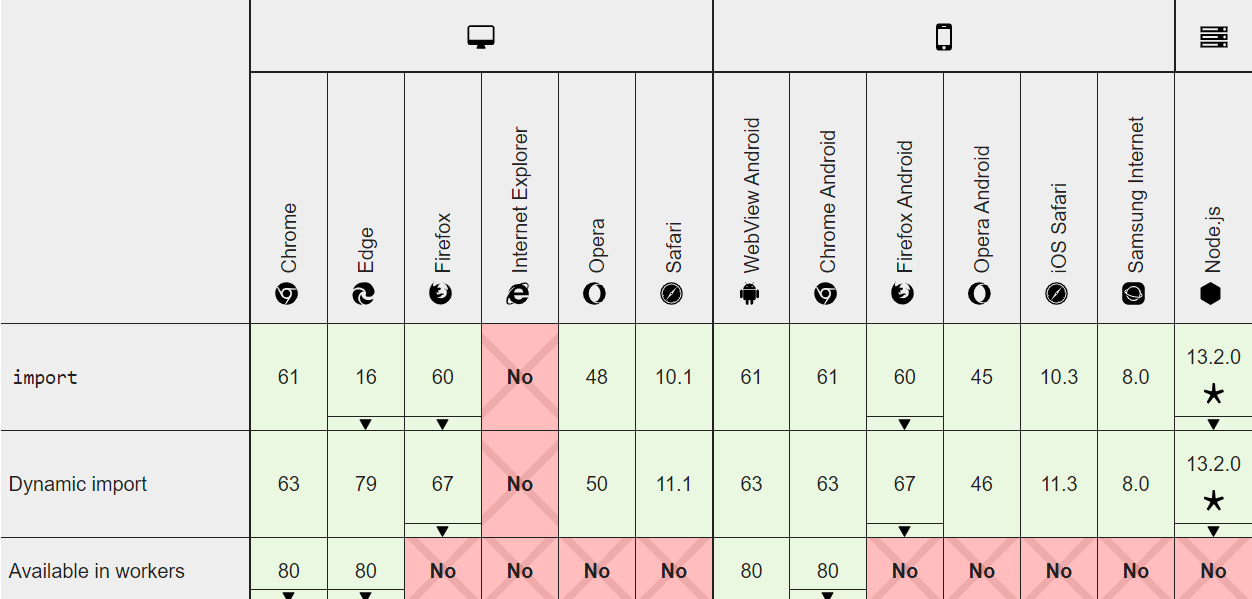 Chrome Edge Firefox Internet Explorer Opera Safari WebView Android Chrome Android Firefox Android Opera Android iOS Safari Samsung Internet Node.js
import 61 16 60 No 48 10.1 61 61 60 45 10.3 8.0 13.2.0 *
Dynamic import 63 79 67 No 50 11.1 63 63 67 46 11.3 8.0 13.2.0 *
Available in workers 80 80 No No No No 80 80 No No No No No